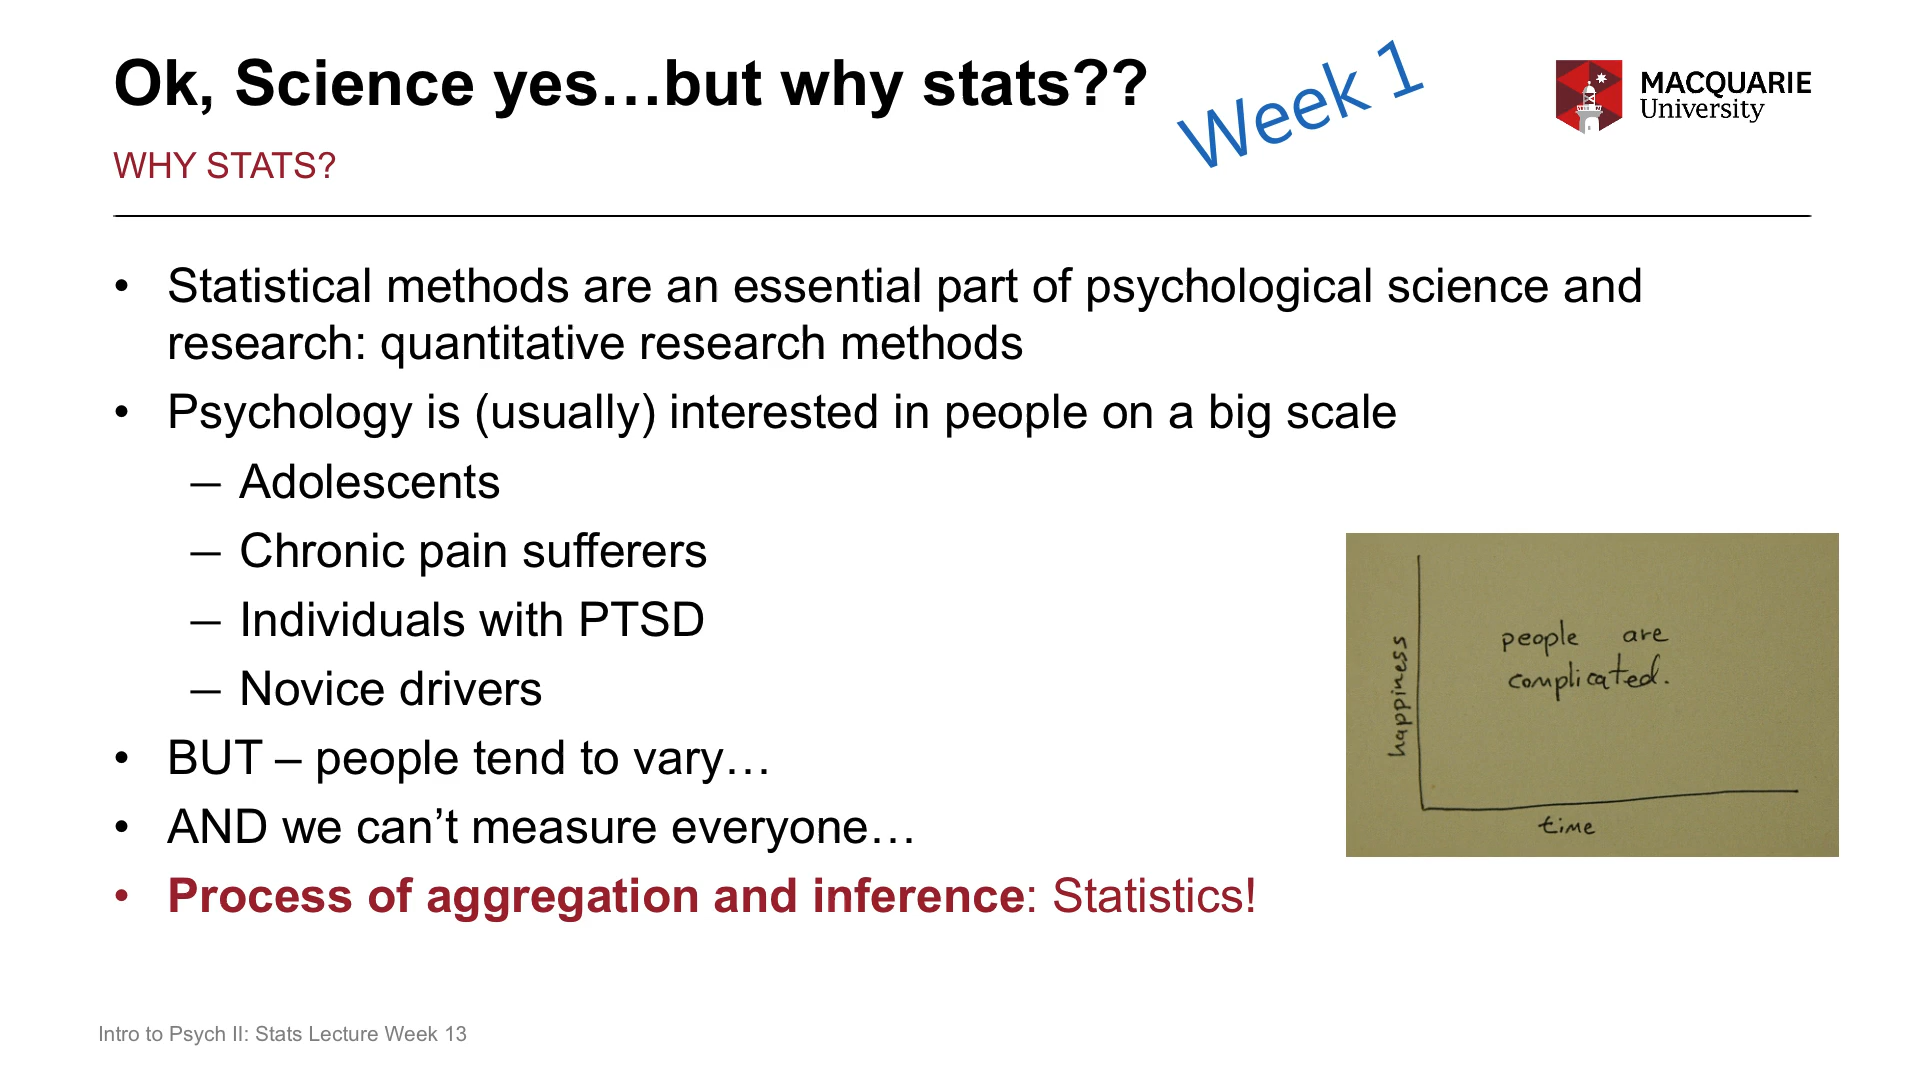 Ok, Science yes…but why stats??
Week 1
MACQUARIE
University
WHY STATS?
• Statistical methods are an essential part of psychological science and
research: quantitative research methods
• Psychology is (usually) interested in people on a big scale
– Adolescents
– Chronic pain sufferers
– Individuals with PTSD
– Novice drivers
• BUT – people tend to vary…
• AND we can’t measure everyone…
• Process of aggregation and inference: Statistics!
happiness
people are
complicated.
time
Intro to Psych II: Stats Lecture Week 13